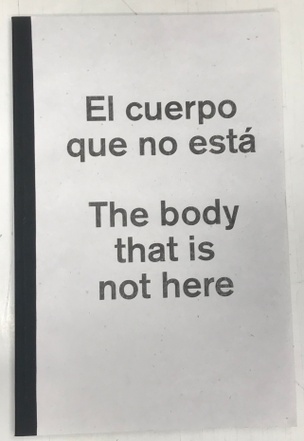 El cuerpo
que no está
The body
that is
not here